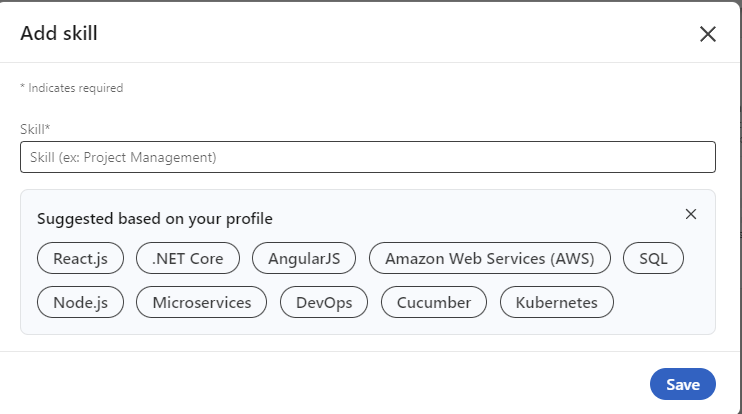 Add skill
* Indicates required
Skill*
Skill (ex: Project Management)
Suggested based on your profile
React.js .NET Core AngularJS Amazon Web Services (AWS) SQL
Node.js Microservices DevOps Cucumber Kubernetes
Save